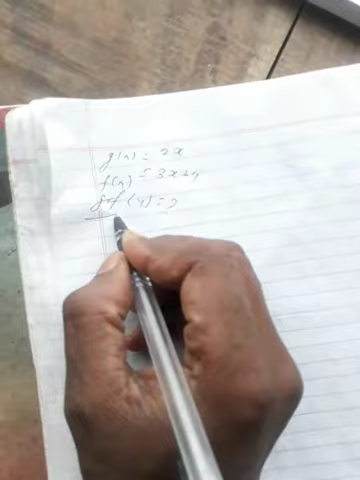 g(x) = 2x
f(x) = 3x+4
gf(4) = ?